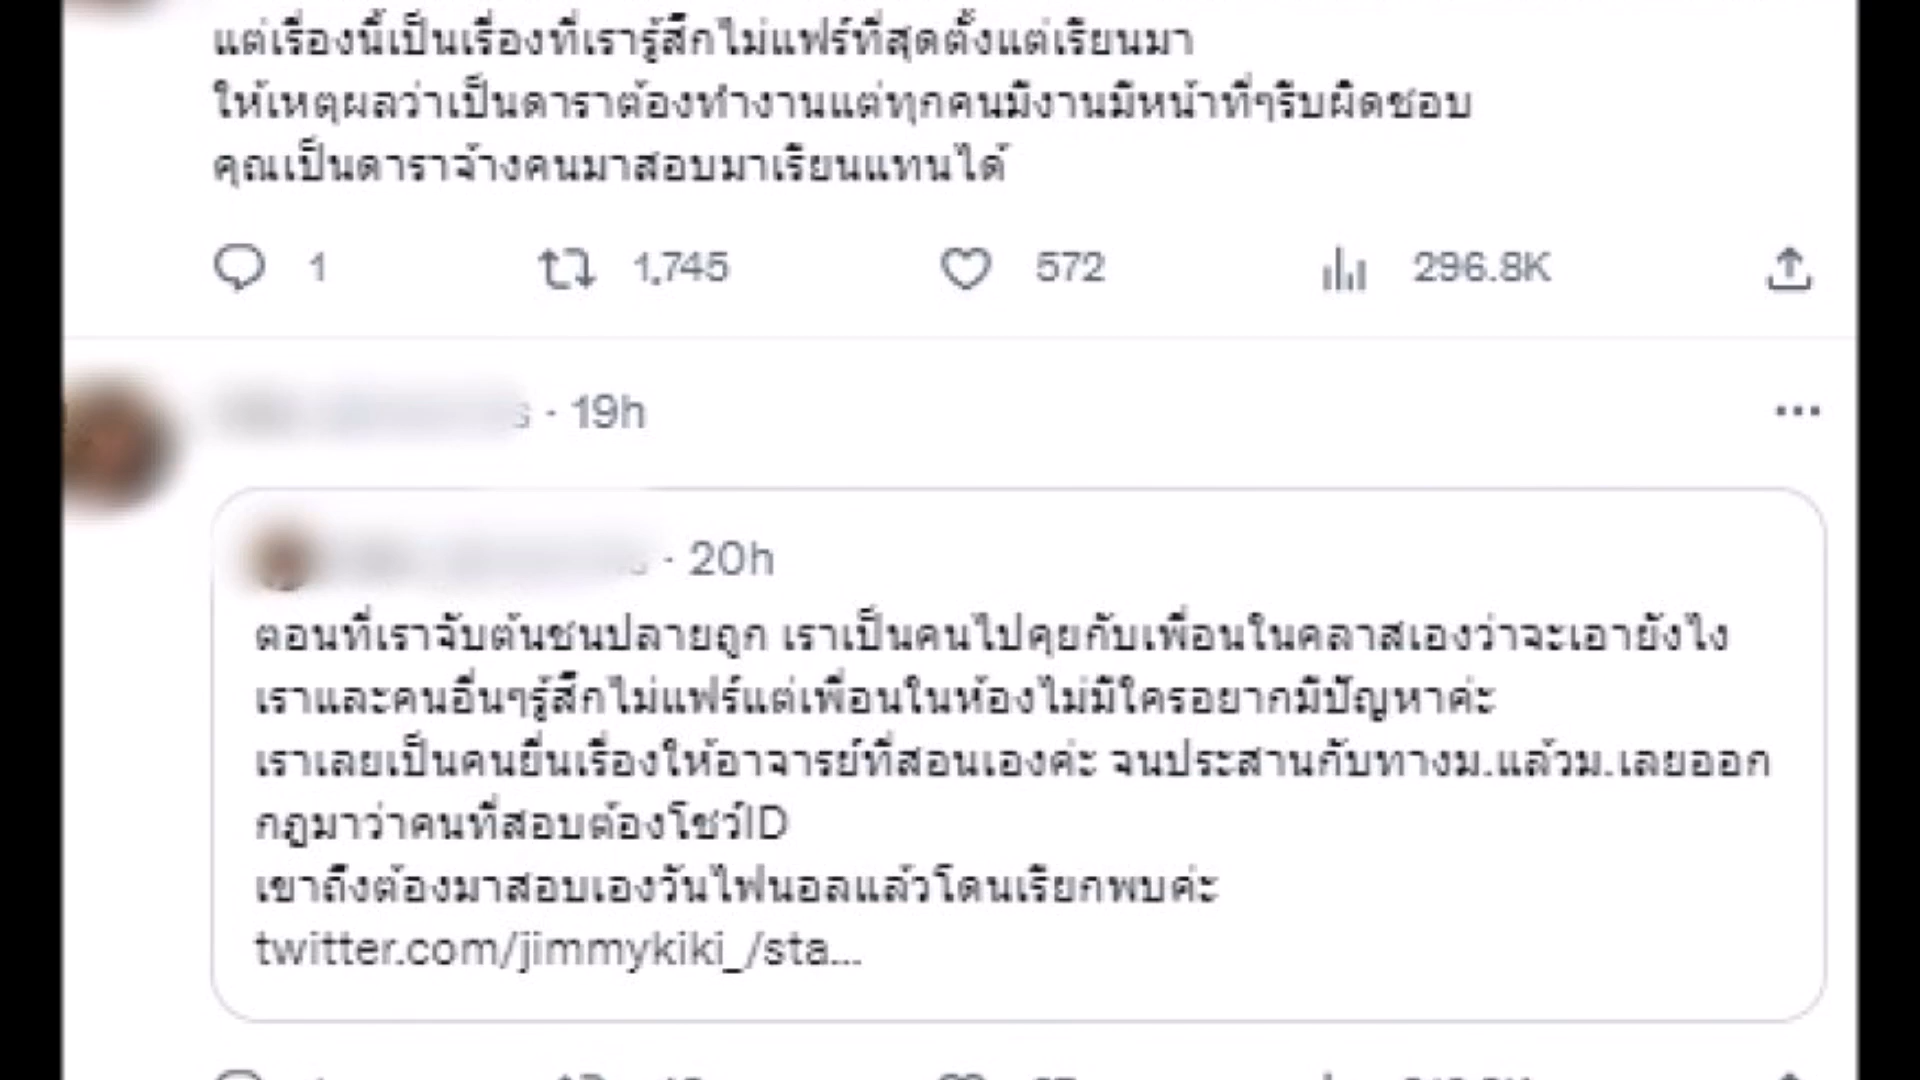 แต่เรื่องนี้เป็นเรื่องที่เรารู้สึกไม่แฟร์ที่สุดตั้งแต่เรียนมา
ให้เหตุผลว่าเป็นดาราต้องทำงานแต่ทุกคนมีงานมีหน้าที่ๆรับผิดชอบ
คุณเป็นดาราจ้างคนมาสอบมาเรียนแทนได้
1 1,745 572 296.8K
· 19h
· 20h
ตอนที่เราจับต้นชนปลายถูก เราเป็นคนไปคุยกับเพื่อนในคลาสเองว่าจะเอายังไง
เราและคนอื่นๆรู้สึกไม่แฟร์แต่เพื่อนในห้องไม่มีใครอยากมีปัญหาค่ะ
เราเลยเป็นคนยื่นเรื่องให้อาจารย์ที่สอนเองค่ะ จนประสานกับทางม.แล้วม.เลยออก
กฎมาว่าคนที่สอบต้องโชว์ID
เขาถึงต้องมาสอบเองวันไฟนอลแล้วโดนเรียกพบค่ะ
twitter.com/jimmykiki_/sta...